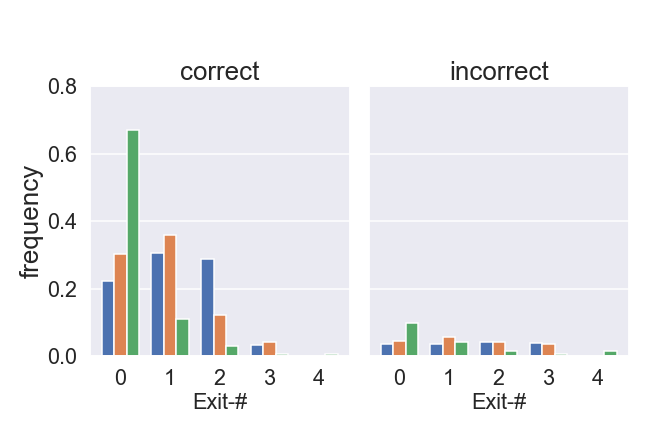 correct
incorrect
frequency
0.8
0.6
0.4
0.2
0.0
0 1 2 3 4
0 1 2 3 4
Exit-#
Exit-#